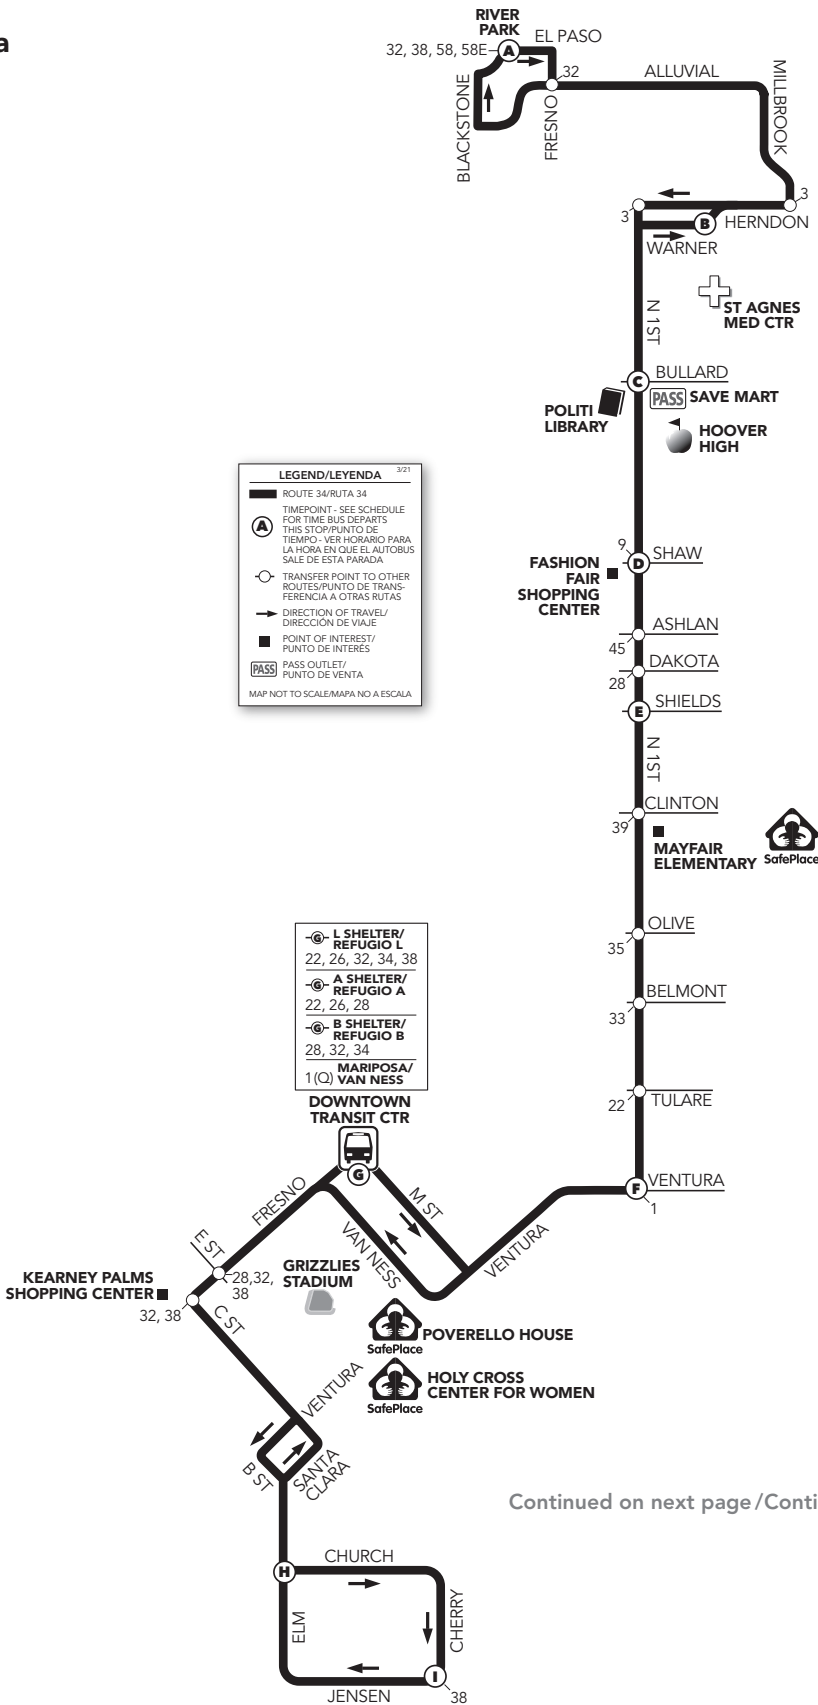 a
RIVER
PARK
32, 38, 58, 58E
A
EL PASO
32
ALLUVIAL
MILLBROOK
BLACKSTONE
FRESNO
3
3
B
HERNDON
WARNER
ST AGNES
MED CTR
N 1ST
C
BULLARD
PASS
SAVE MART
POLITI
LIBRARY
HOOVER
HIGH
LEGEND/LEYENDA
3/21
ROUTE 34/RUTA 34
A
TIMEPOINT - SEE SCHEDULE
FOR TIME BUS DEPARTS
THIS STOP/PUNTO DE
TIEMPO - VER HORARIO PARA
LA HORA EN QUE EL AUTOBUS
SALE DE ESTA PARADA
TRANSFER POINT TO OTHER
ROUTES/PUNTO DE TRANS-
FERENCIA A OTRAS RUTAS
DIRECTION OF TRAVEL/
DIRECCIÓN DE VIAJE
POINT OF INTEREST/
PUNTO DE INTERÉS
PASS
PASS OUTLET/
PUNTO DE VENTA
MAP NOT TO SCALE/MAPA NO A ESCALA
9
D
SHAW
FASHION
FAIR
SHOPPING
CENTER
ASHLAN
45
DAKOTA
28
E
SHIELDS
N 1ST
CLINTON
39
MAYFAIR
ELEMENTARY
SafePlace
OLIVE
35
BELMONT
33
TULARE
22
F
VENTURA
1
G
L SHELTER/
REFUGIO L
22, 26, 32, 34, 38
G
A SHELTER/
REFUGIO A
22, 26, 28
G
B SHELTER/
REFUGIO B
28, 32, 34
1 (Q)
MARIPOSA/
VAN NESS
DOWNTOWN
TRANSIT CTR
G
FRESNO
M ST
VAN NESS
VENTURA
E ST
28,32,
38
KEARNEY PALMS
SHOPPING CENTER
32, 38
C ST
GRIZZLIES
STADIUM
SafePlace
POVERELLO HOUSE
SafePlace
HOLY CROSS
CENTER FOR WOMEN
VENTURA
B ST
SANTA
CLARA
Continued on next page/Conti
H
CHURCH
ELM
CHERRY
I
JENSEN
38